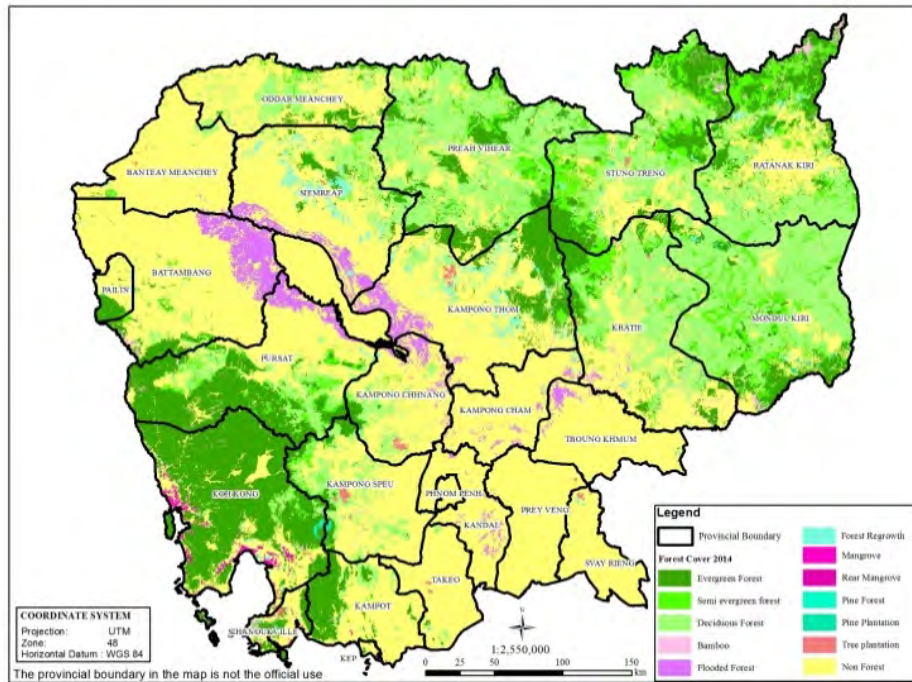 ODDAR MEANCHEY
PREAH VIHEAR
STUNG TRENG
RATANAK KIRI
BANTEAY MEANCHEY
SIEMREAP
BATTAMBANG
PAILIN
KAMPONG THOM
KRATIE
MONDUL KIRI
PURSAT
KAMPONG CHHNANG
KAMPONG CHAM
TBOUNG KHMUM
KOH KONG
KAMPONG SPEU
PHNOM PENH
PREY VENG
KANDAL
SVAY RIENG
TAKEO
KAMPOT
SIHANOUKVILLE
KEP
Legend
Provincial Boundary
Forest Cover 2014
Evergreen Forest
Semi evergreen forest
Deciduous Forest
Bamboo
Flooded Forest
Forest Regrowth
Mangrove
Rear Mangrove
Pine Forest
Pine Plantation
Tree plantation
Non Forest
COORDINATE SYSTEM
Projection: UTM
Zone: 48
Horizontal Datum : WGS 84
N
1:2,550,000
0 25 50 100 150
km
The provincial boundary in the map is not the official use